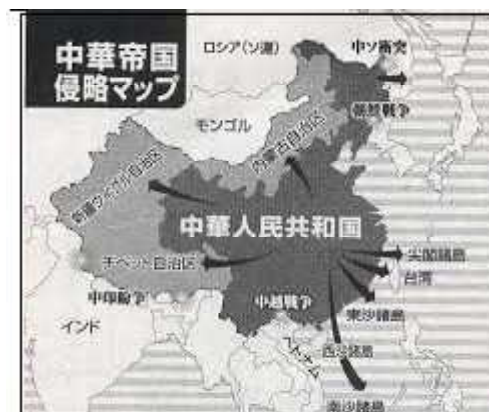 中華帝国
侵略マップ
ロシア(ソ連)
中ソ衝突
朝鮮戦争
モンゴル
内蒙古自治区
新疆ウイグル自治区
中華人民共和国
チベット自治区
尖閣諸島
台湾
中印紛争
中越戦争
東沙諸島
インド
西沙諸島
ベトナム
南沙諸島